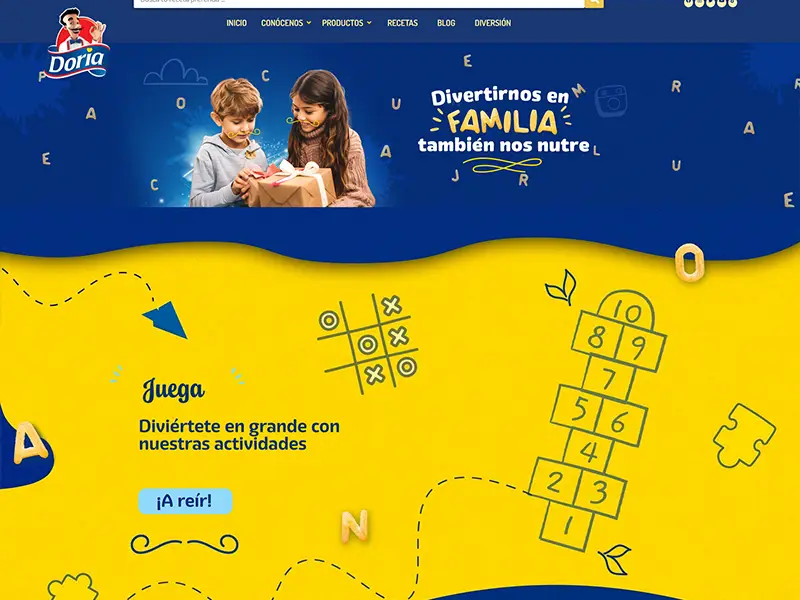 INICIO CONÓCENOS PRODUCTOS RECETAS BLOG DIVERSIÓN
Doria
Divertirnos en
FAMILIA
también nos nutre
P C E
A O U M R
A
E A L U
C J R E
O
10
8 9
7
5 6
4
2 3
1
Juega
Diviértete en grande con
nuestras actividades
¡A reír!
A
N